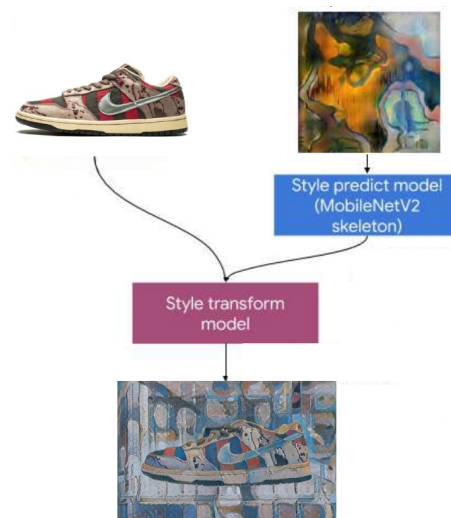 Style predict model
(MobileNetV2
skeleton)
Style transform
model